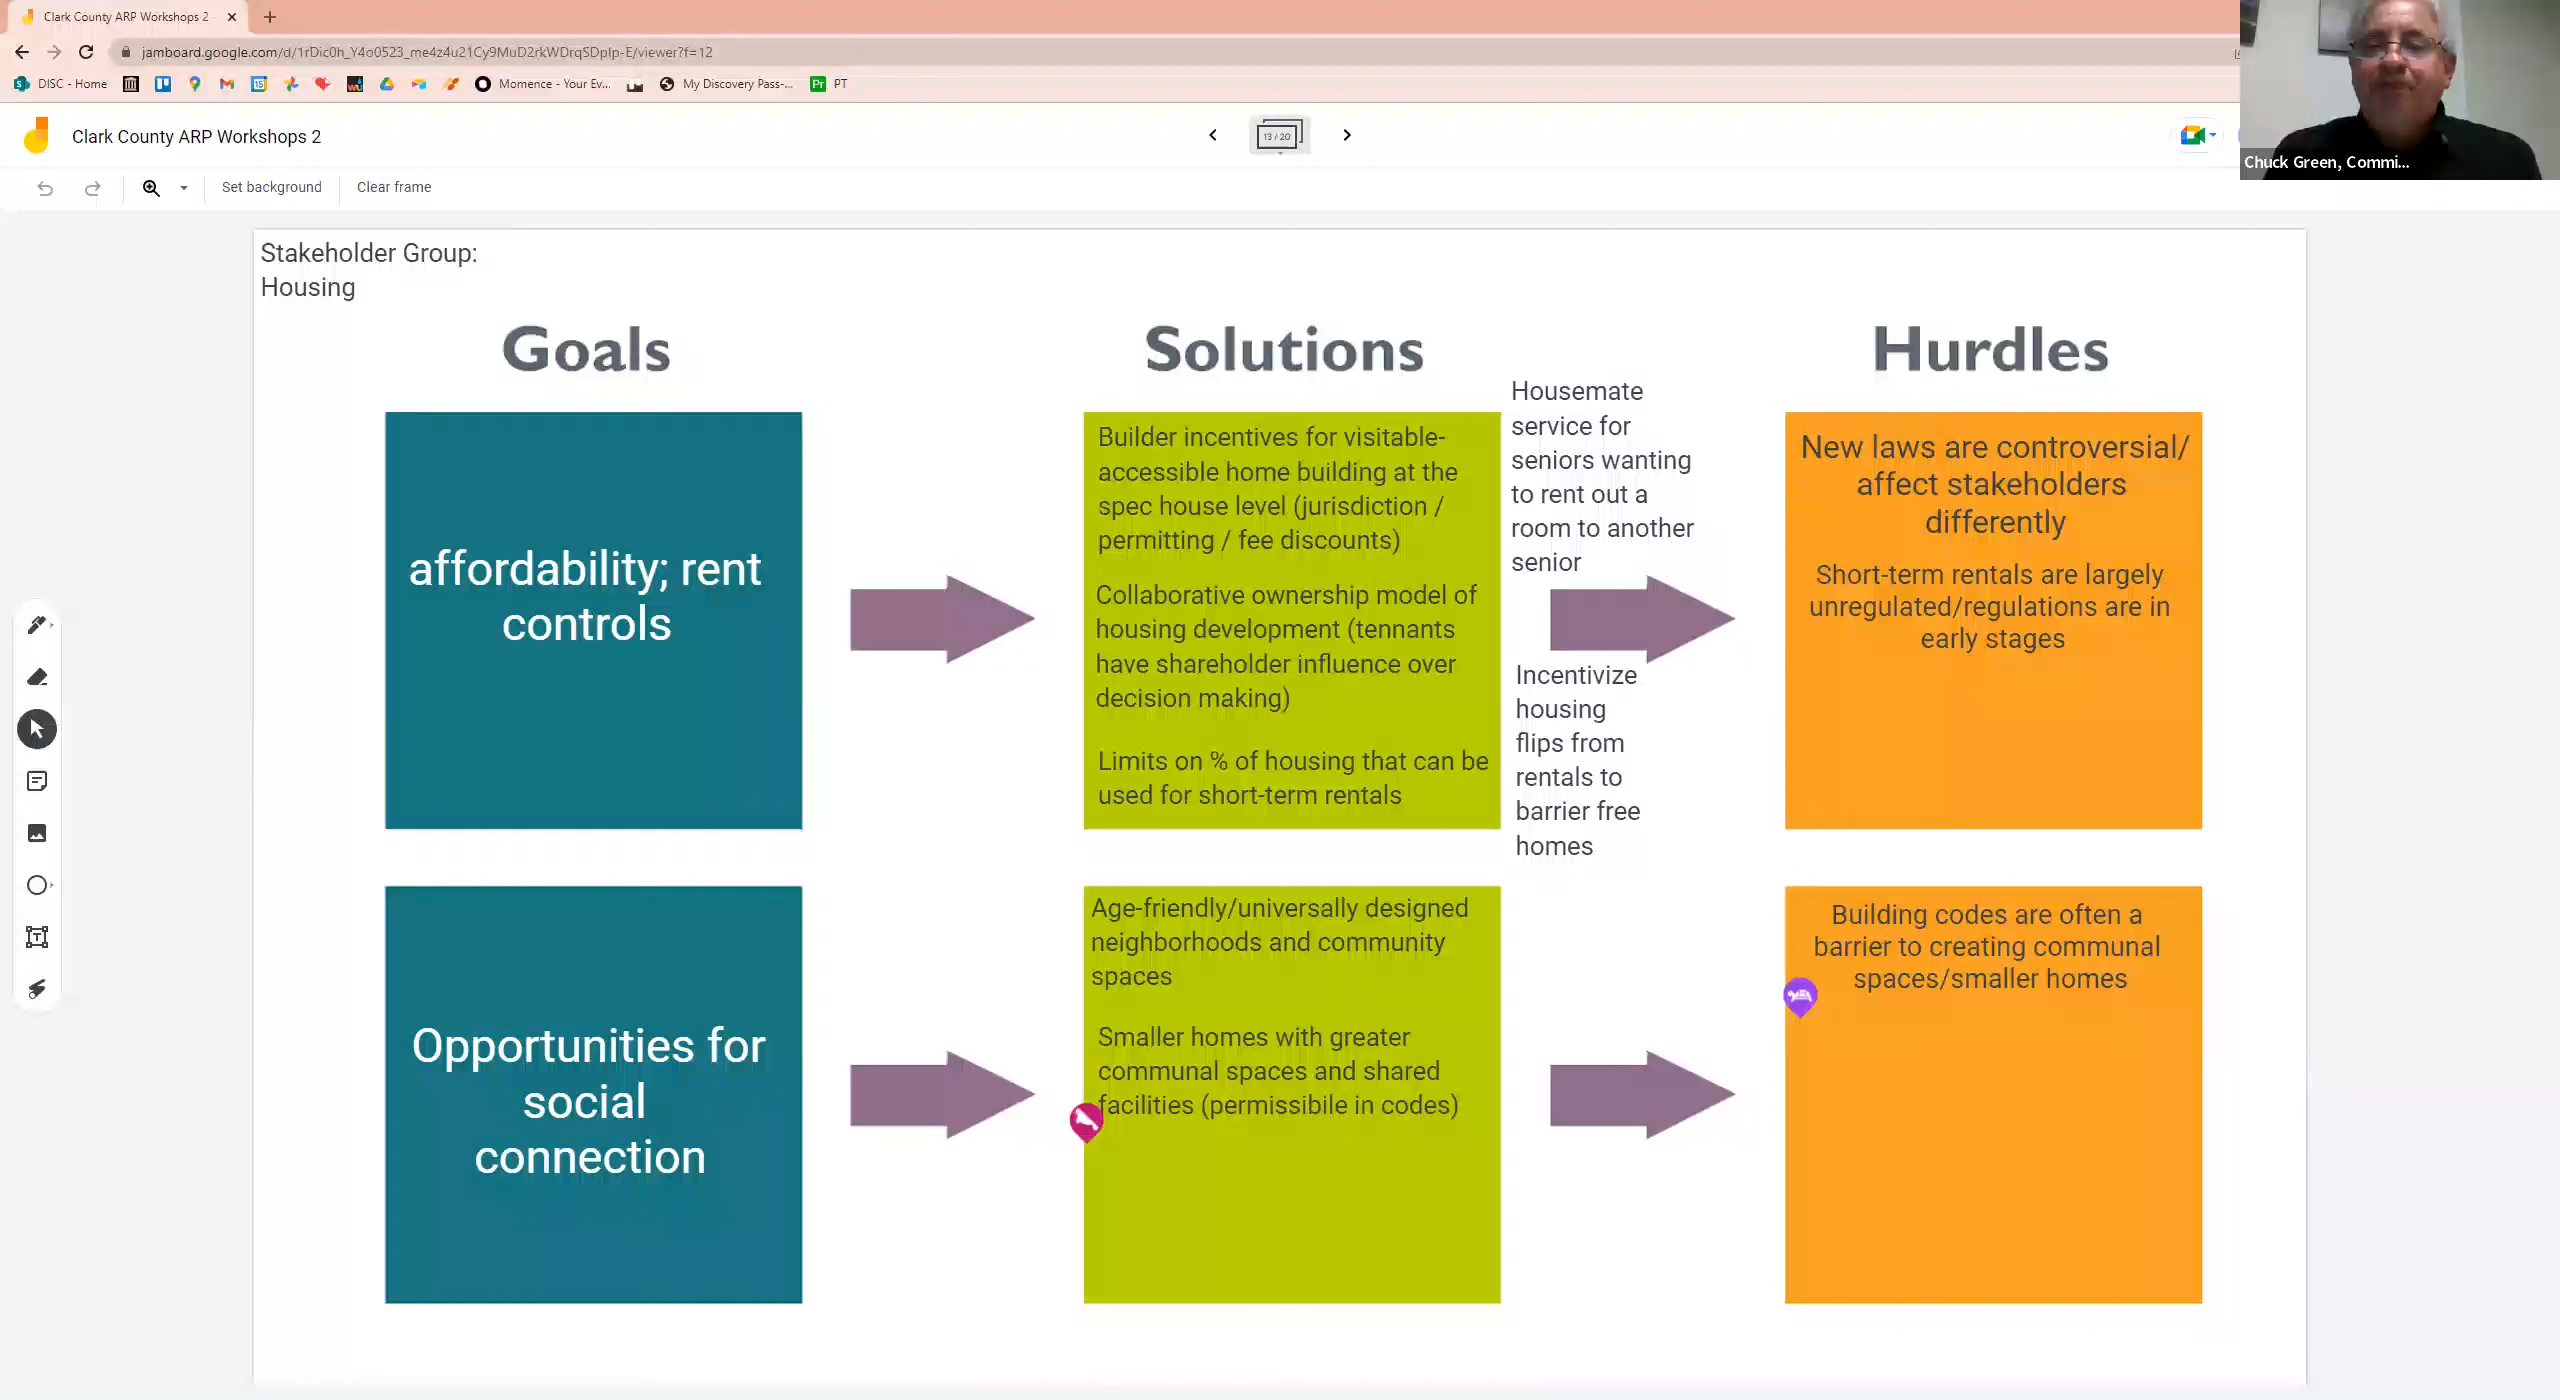 Clark County ARP Workshops 2
jamboard.google.com/d/1rDic0h_Y4o0523_me4z4u21Cy9MuD2rkWDrqSDplp-E/viewer?f=12
DISC - Home
Momence - Your Ev...
My Discovery Pass-...
Pr PT
Clark County ARP Workshops 2
13 / 20
Chuck Green, Commi...
Set background
Clear frame
Stakeholder Group:
Housing
Goals
Solutions
Hurdles
affordability; rent
controls
Builder incentives for visitable-
accessible home building at the
spec house level (jurisdiction /
permitting / fee discounts)
Collaborative ownership model of
housing development (tennants
have shareholder influence over
decision making)
Limits on % of housing that can be
used for short-term rentals
Housemate
service for
seniors wanting
to rent out a
room to another
senior
Incentivize
housing
flips from
rentals to
barrier free
homes
New laws are controversial/
affect stakeholders
differently
Short-term rentals are largely
unregulated/regulations are in
early stages
Opportunities for
social
connection
Age-friendly/universally designed
neighborhoods and community
spaces
Smaller homes with greater
communal spaces and shared
facilities (permissibile in codes)
Building codes are often a
barrier to creating communal
spaces/smaller homes